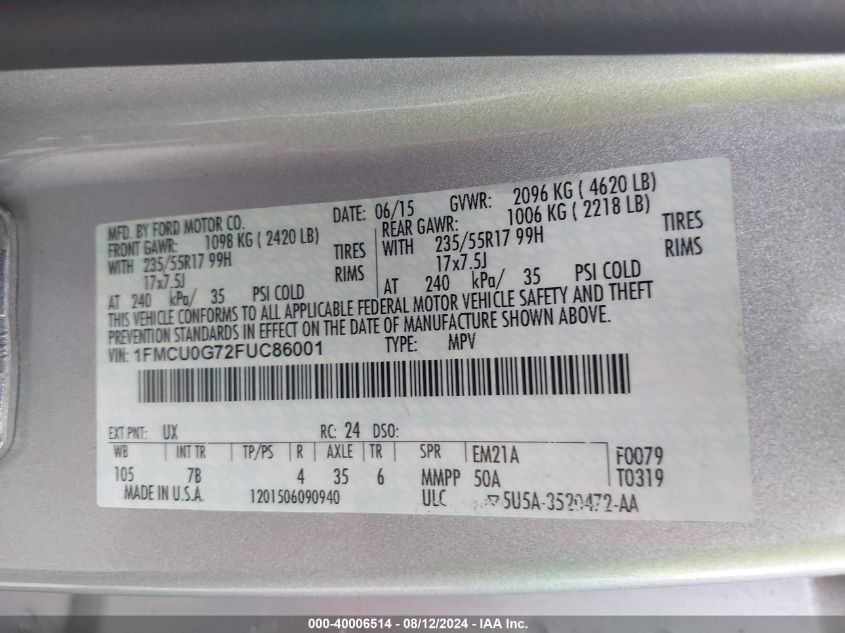 MFD. BY FORD MOTOR CO. DATE: 06/15 GVWR: 2096 KG ( 4620 LB)
FRONT GAWR: 1098 KG ( 2420 LB) REAR GAWR: 1006 KG ( 2218 LB)
WITH 235/55R17 99H TIRES WITH 235/55R17 99H TIRES
17x7.5J RIMS 17x7.5J RIMS
AT 240 kPa/ 35 PSI COLD AT 240 kPa/ 35 PSI COLD
THIS VEHICLE CONFORMS TO ALL APPLICABLE FEDERAL MOTOR VEHICLE SAFETY AND THEFT
PREVENTION STANDARDS IN EFFECT ON THE DATE OF MANUFACTURE SHOWN ABOVE.
VIN: 1FMCU0G72FUC86001 TYPE: MPV
EXT PNT: UX RC: 24 DSO:
WB INT TR TP/PS R AXLE TR SPR EM21A F0079
105 7B 4 35 6 MMPP 50A T0319
MADE IN U.S.A. 1201506090940 ULC 5U5A-3520472-AA
000-40006514 - 08/12/2024 - IAA Inc.